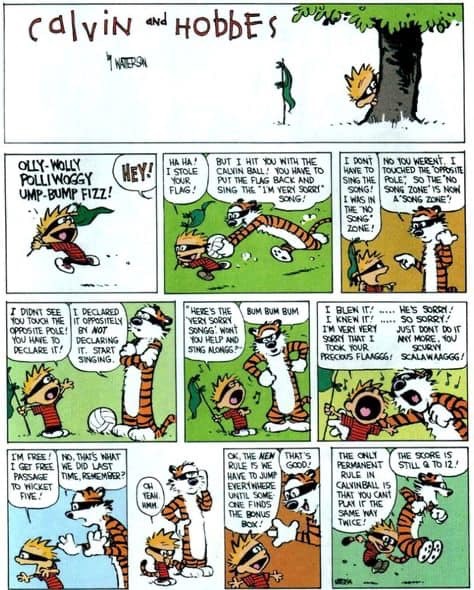 Calvin and HobbEs
by WATERSON
OLLY-WOLLY
POLLIWOGGY
UMP-BUMP FIZZ!
HEY!
HA HA!
I STOLE
YOUR
FLAG!
BUT I HIT YOU WITH THE
CALVIN BALL! YOU HAVE TO
PUT THE FLAG BACK AND
SING THE "I'M VERY SORRY"
SONG!
I DON'T
HAVE TO
SING THE
SONG!
I WAS IN
THE "NO
SONG"
ZONE!
NO YOU WEREN'T. I
TOUCHED THE "OPPOSITE
POLE", SO THE "NO
SONG ZONE" IS NOW
A "SONG ZONE".
I DIDN'T SEE
YOU TOUCH THE
OPPOSITE POLE!
YOU HAVE TO
DECLARE IT!
I DECLARED
IT OPPOSITELY
BY NOT
DECLARING
IT. START
SINGING.
"HERE'S THE
VERY SORRY
SONGG. WON'T
YOU HELP AND
SING ALONGG?"
BUM BUM BUM
I BLEW IT! .....
I KNEW IT! .....
I'M VERY VERY
SORRY THAT I
TOOK YOUR
PRECIOUS FLAAGGG!
HE'S SORRY!
SO SORRY!
JUST DON'T DO IT
ANY MORE, YOU
SCURVY
SCALAWAAGGG!
I'M FREE!
I GET FREE
PASSAGE
TO WICKET
FIVE!
NO, THAT'S WHAT
WE DID LAST
TIME, REMEMBER?
OH
YEAH.
HMM.
OK, THE NEW
RULE IS WE
HAVE TO JUMP
EVERYWHERE
UNTIL SOME-
ONE FINDS
THE BONUS
BOX!
THAT'S
GOOD!
THE ONLY
PERMANENT
RULE IN
CALVINBALL IS
THAT YOU CAN'T
PLAY IT THE
SAME WAY
TWICE!
THE SCORE IS
STILL Q TO 12!